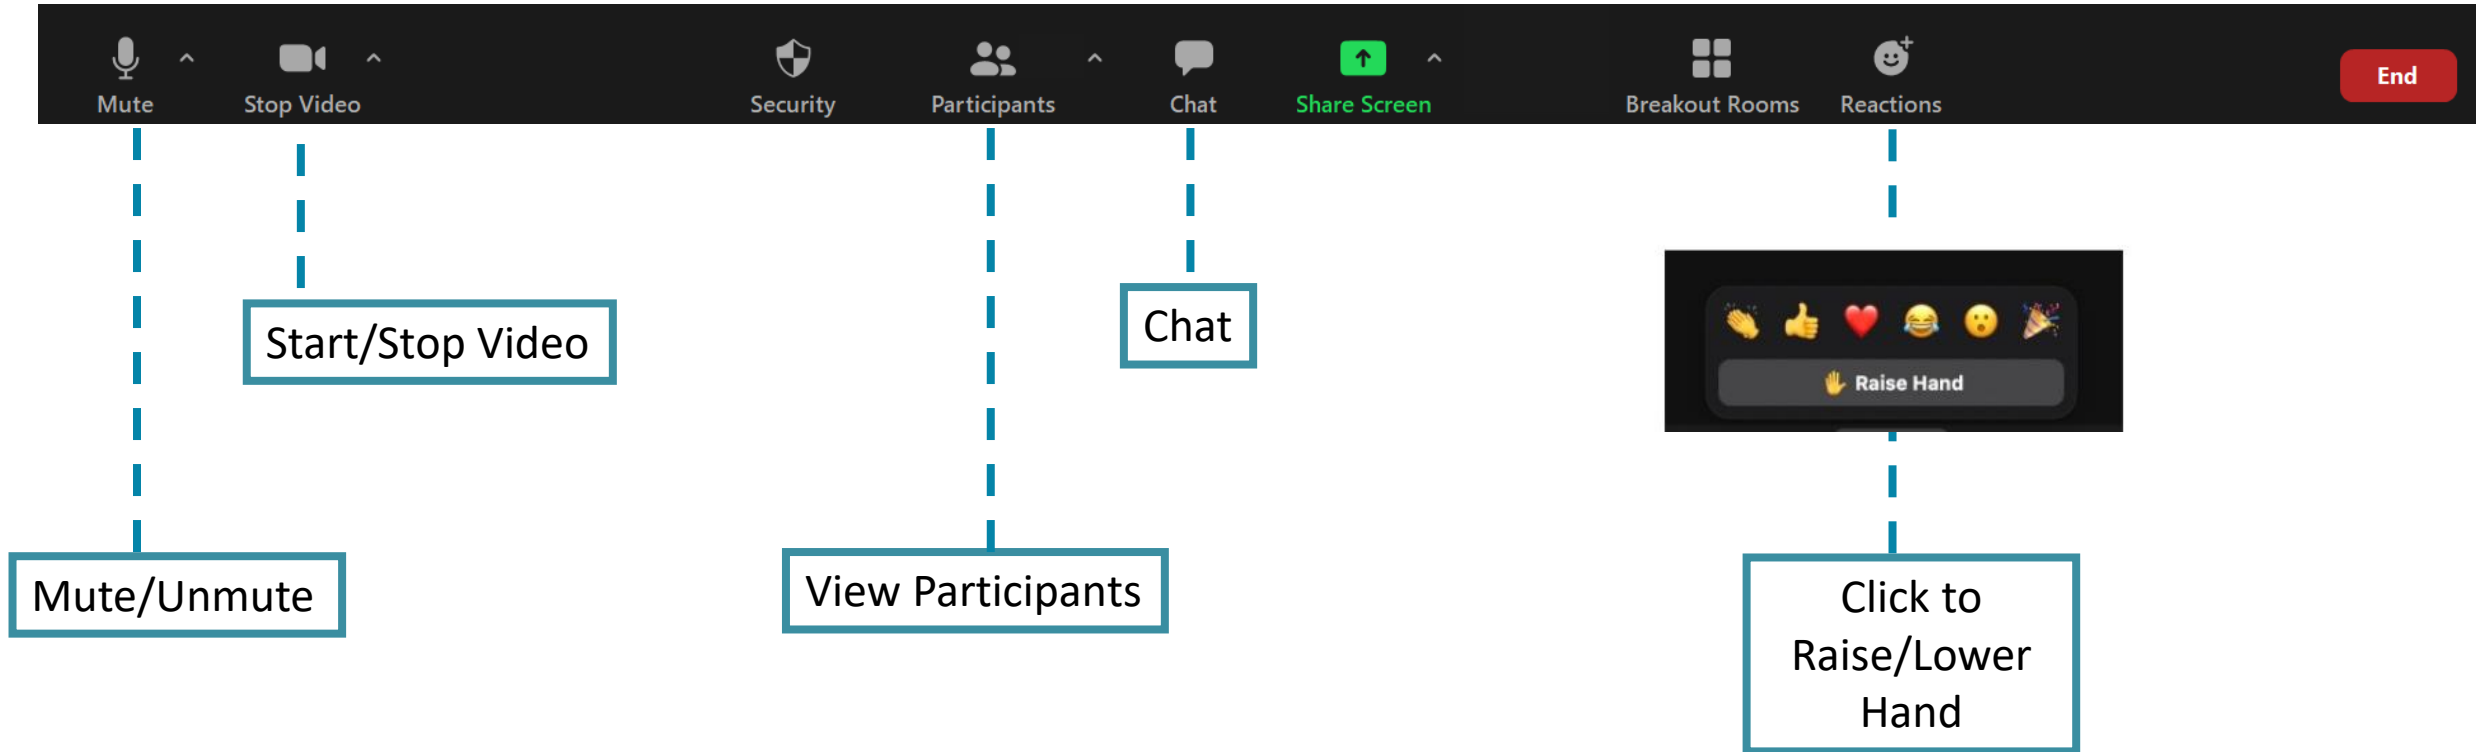 Mute
Stop Video
Security
Participants
Chat
Share Screen
Breakout Rooms
Reactions
End
Start/Stop Video
Chat
Raise Hand
Mute/Unmute
View Participants
Click to
Raise/Lower
Hand